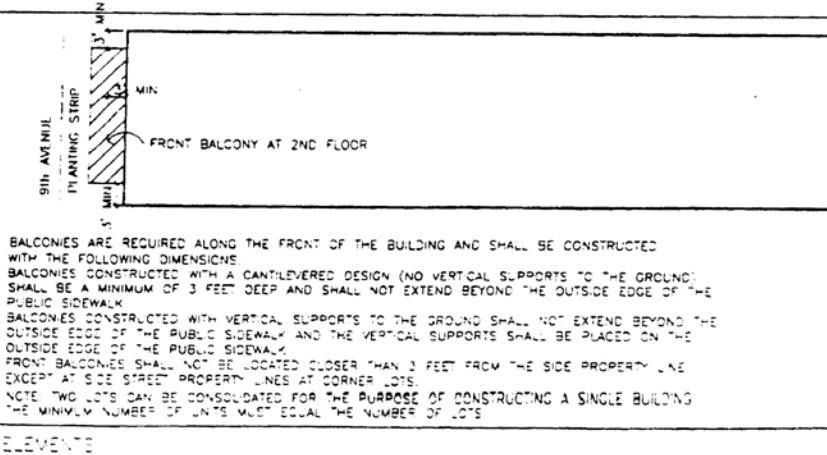 3' MIN
MIN
9th AVENUE
PLANTING STRIP
FRONT BALCONY AT 2ND FLOOR
3' MIN
BALCONIES ARE REQUIRED ALONG THE FRONT OF THE BUILDING AND SHALL BE CONSTRUCTED
WITH THE FOLLOWING DIMENSIONS.
BALCONIES CONSTRUCTED WITH A CANTILEVERED DESIGN (NO VERTICAL SUPPORTS TO THE GROUND)
SHALL BE A MINIMUM OF 3 FEET DEEP AND SHALL NOT EXTEND BEYOND THE OUTSIDE EDGE OF THE
PUBLIC SIDEWALK
BALCONIES CONSTRUCTED WITH VERTICAL SUPPORTS TO THE GROUND SHALL NOT EXTEND BEYOND THE
OUTSIDE EDGE OF THE PUBLIC SIDEWALK AND THE VERTICAL SUPPORTS SHALL BE PLACED ON THE
OUTSIDE EDGE OF THE PUBLIC SIDEWALK.
FRONT BALCONIES SHALL NOT BE LOCATED CLOSER THAN 3 FEET FROM THE SIDE PROPERTY LINE
EXCEPT AT SIDE STREET PROPERTY LINES AT CORNER LOTS.
NOTE: TWO LOTS CAN BE CONSOLIDATED FOR THE PURPOSE OF CONSTRUCTING A SINGLE BUILDING
THE MINIMUM NUMBER OF UNITS MUST EQUAL THE NUMBER OF LOTS
ELEMENTS